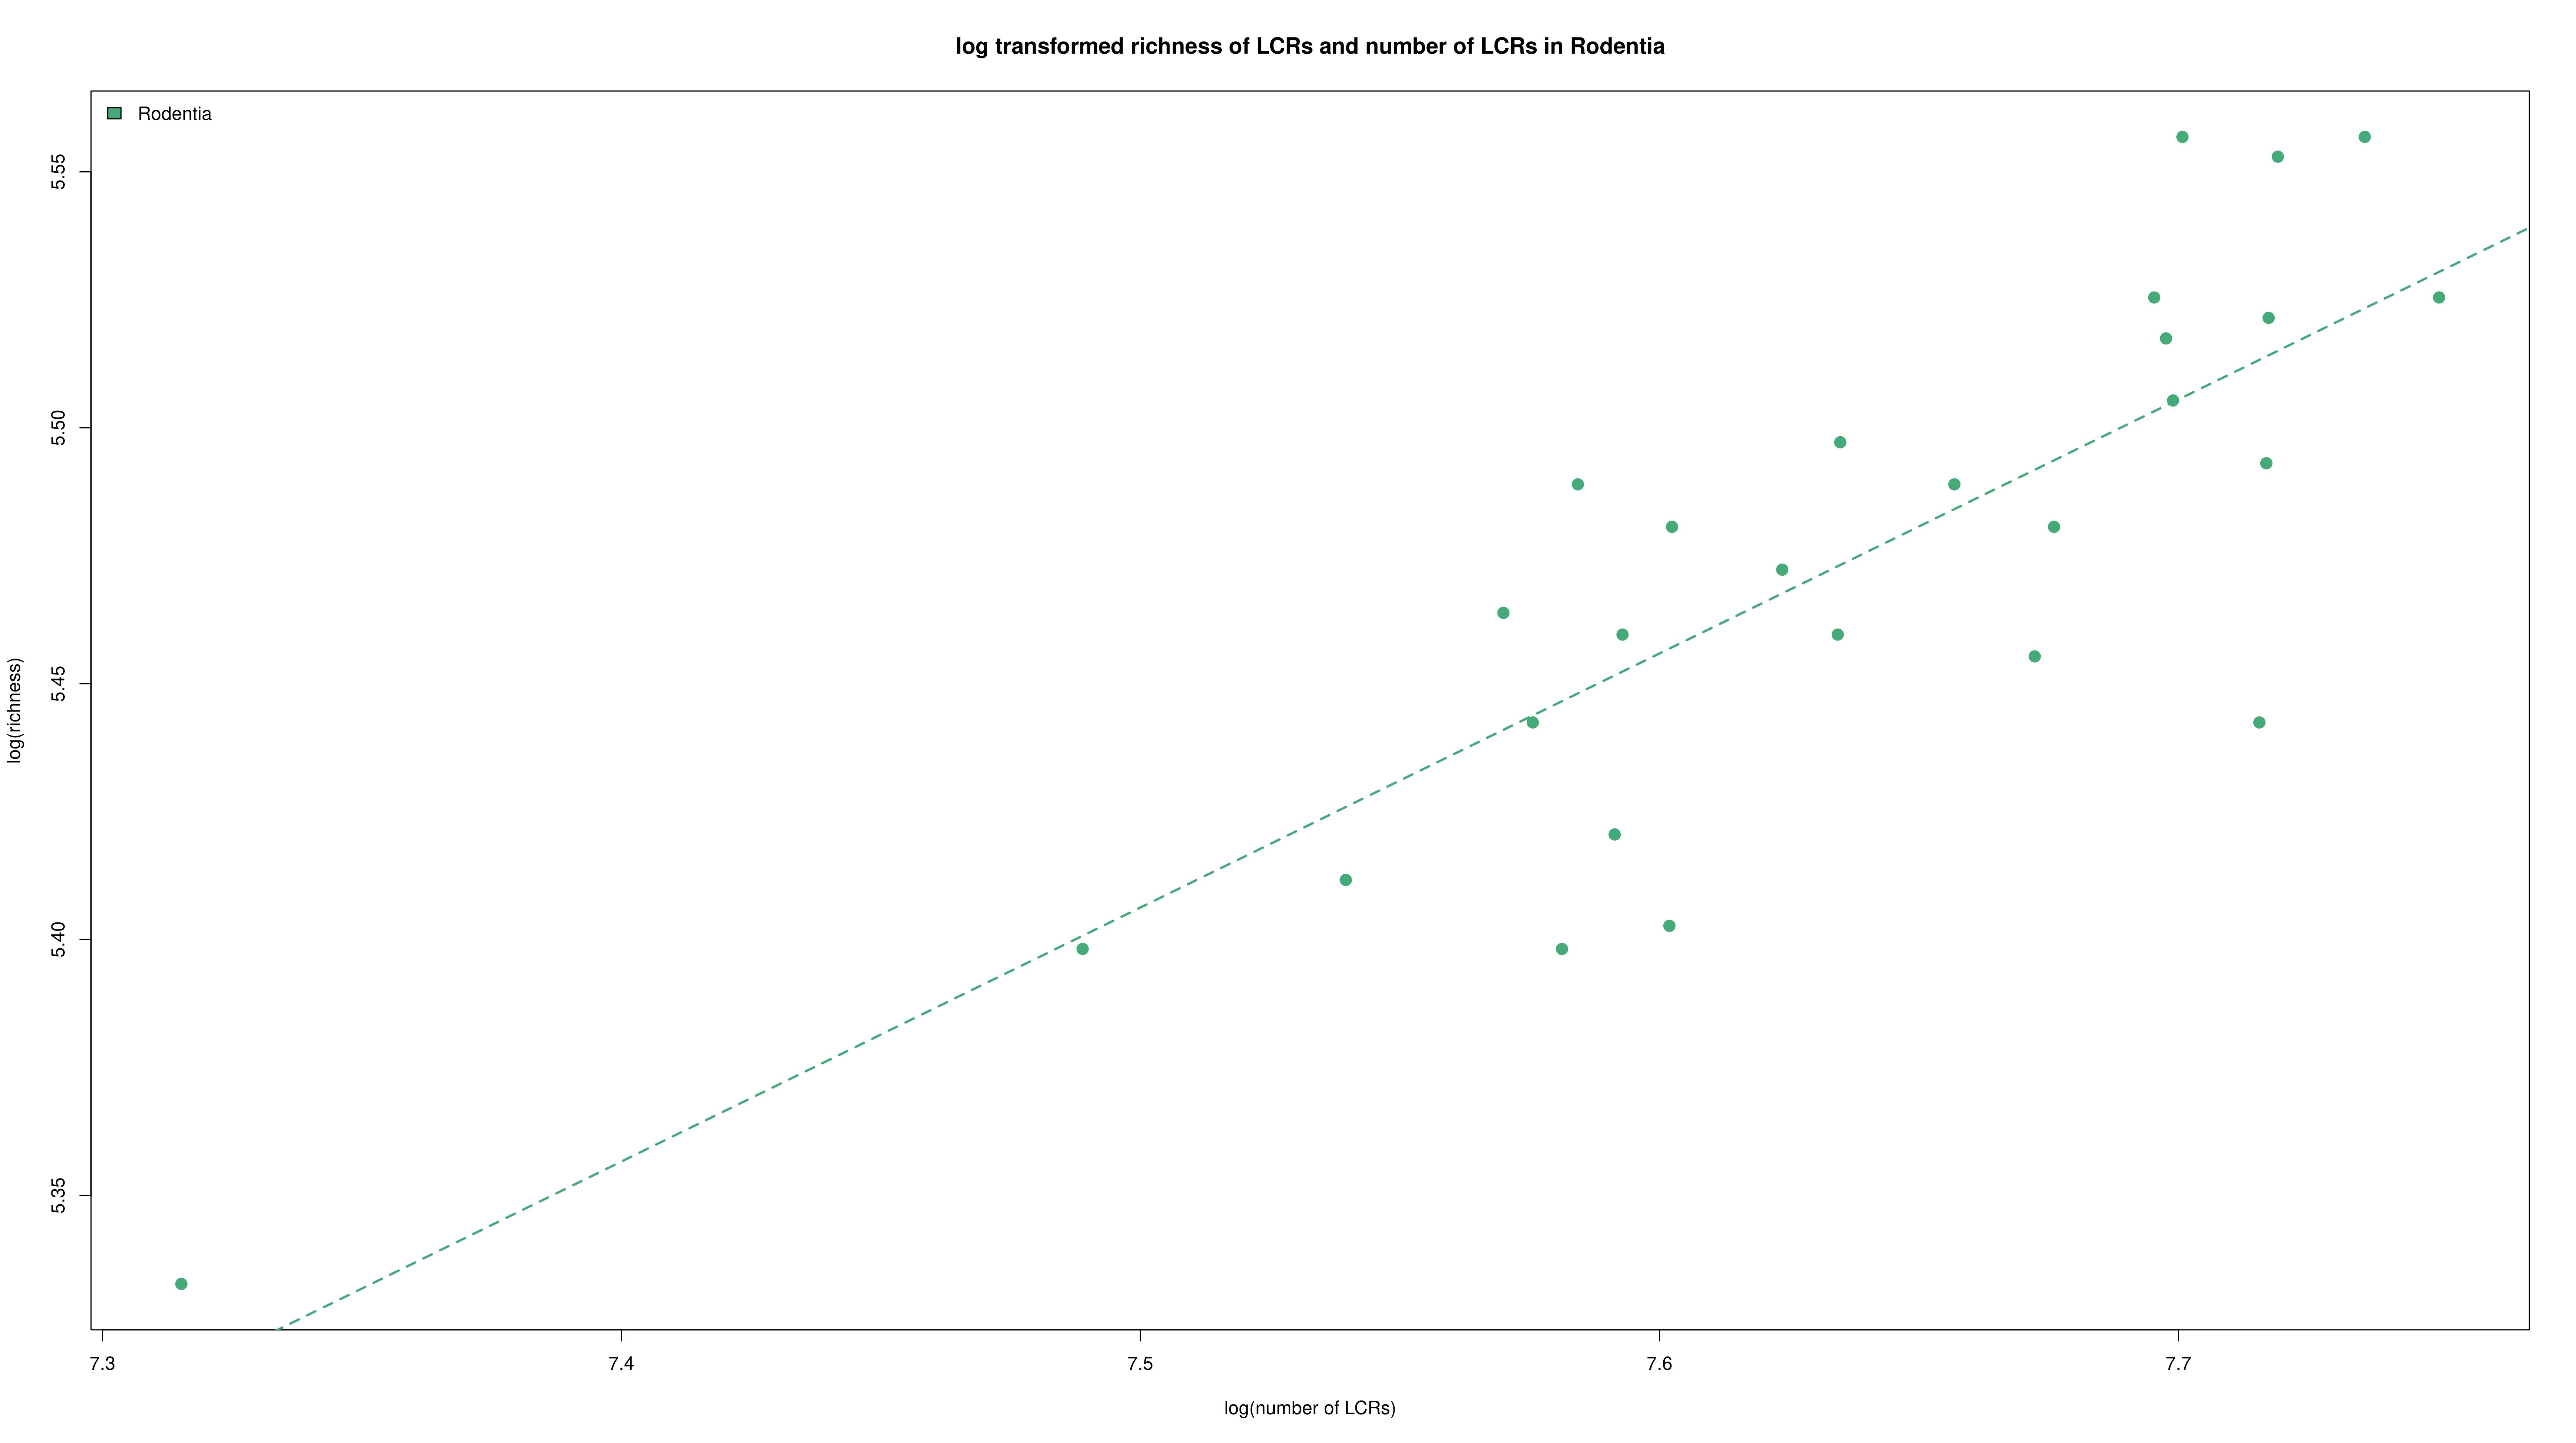 log transformed richness of LCRs and number of LCRs in Rodentia
Rodentia
5.55
5.50
5.45
5.40
5.35
log(richness)
7.3 7.4 7.5 7.6 7.7
log(number of LCRs)